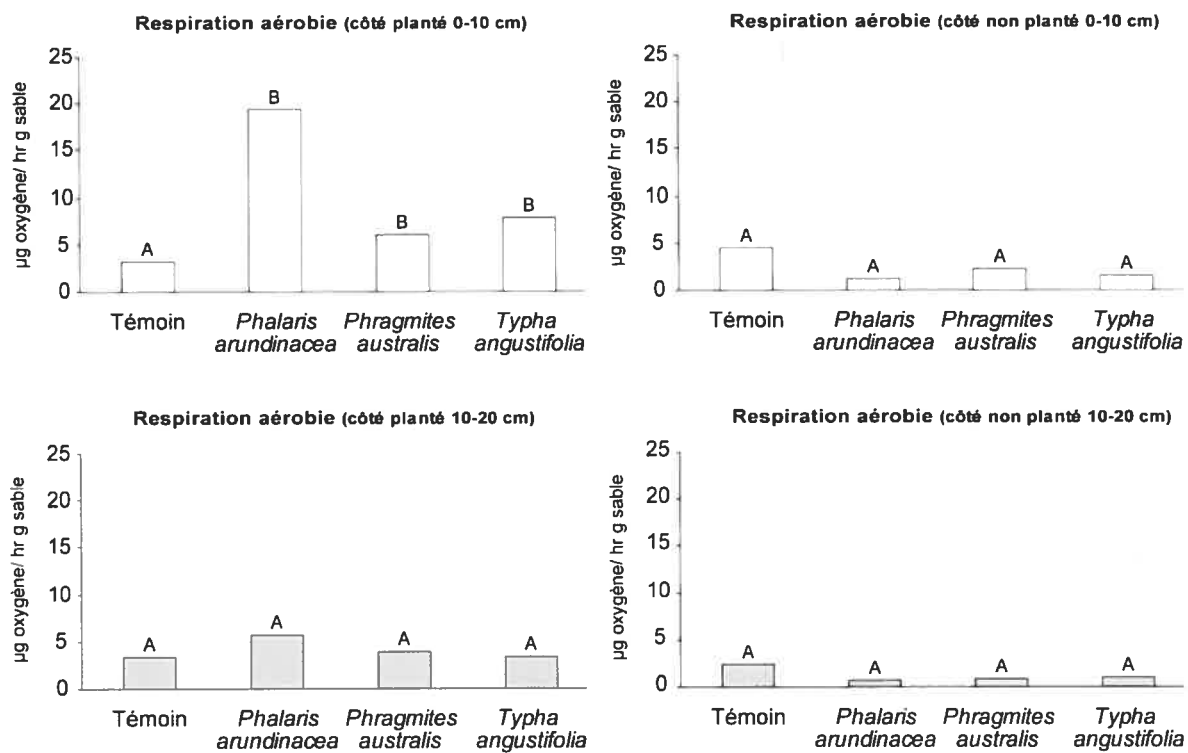 Respiration aérobie (côté planté 0-10 cm)
µg oxygène/ hr g sable
25
20
15
10
5
0
A
B
B
B
Témoin
Phalaris arundinacea
Phragmites australis
Typha angustifolia
Respiration aérobie (côté non planté 0-10 cm)
µg oxygène/ hr g sable
25
20
15
10
5
0
A
A
A
A
Témoin
Phalaris arundinacea
Phragmites australis
Typha angustifolia
Respiration aérobie (côté planté 10-20 cm)
µg oxygène/ hr g sable
25
20
15
10
5
0
A
A
A
A
Témoin
Phalaris arundinacea
Phragmites australis
Typha angustifolia
Respiration aérobie (côté non planté 10-20 cm)
µg oxygène/ hr g sable
25
20
15
10
5
0
A
A
A
A
Témoin
Phalaris arundinacea
Phragmites australis
Typha angustifolia